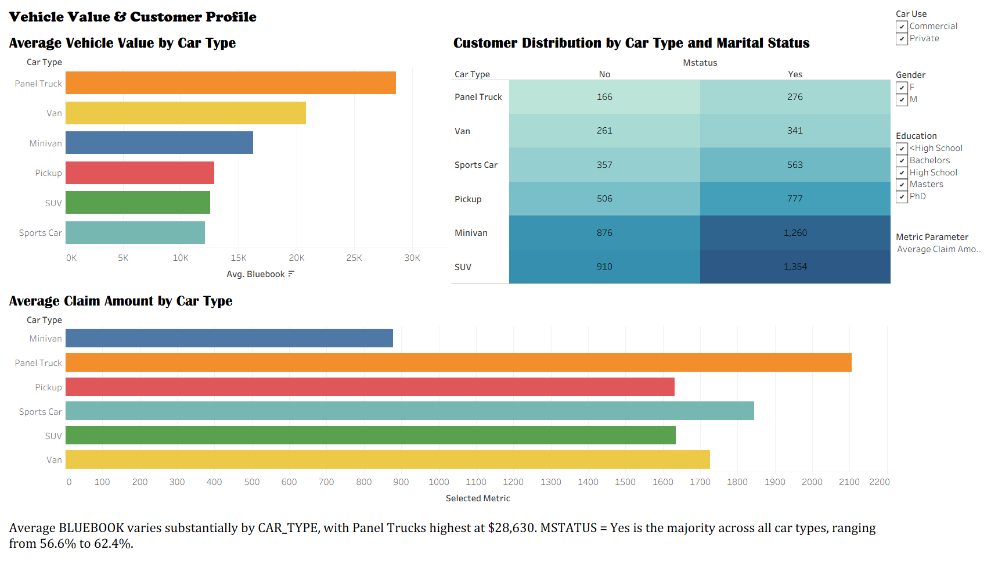 Vehicle Value & Customer Profile
Average Vehicle Value by Car Type
Car Type
Panel Truck
Van
Minivan
Pickup
SUV
Sports Car
0K 5K 10K 15K 20K 25K 30K
Avg. Bluebook
Customer Distribution by Car Type and Marital Status
Mstatus
Car Type No Yes
Panel Truck 166 276
Van 261 341
Sports Car 357 563
Pickup 506 777
Minivan 876 1,260
SUV 910 1,354
Car Use
Commercial
Private
Gender
F
M
Education
<High School
Bachelors
High School
Masters
PhD
Metric Parameter
Average Claim Amo..
Average Claim Amount by Car Type
Car Type
Minivan
Panel Truck
Pickup
Sports Car
SUV
Van
0 100 200 300 400 500 600 700 800 900 1000 1100 1200 1300 1400 1500 1600 1700 1800 1900 2000 2100 2200
Selected Metric
Average BLUEBOOK varies substantially by CAR_TYPE, with Panel Trucks highest at $28,630. MSTATUS = Yes is the majority across all car types, ranging
from 56.6% to 62.4%.